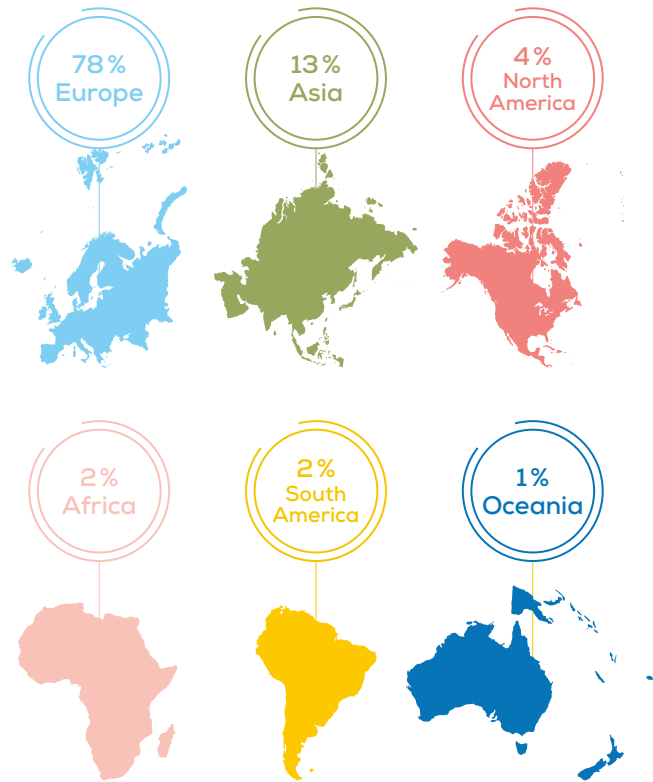 78%
Europe
13%
Asia
4%
North
America
2%
Africa
2%
South
America
1%
Oceania